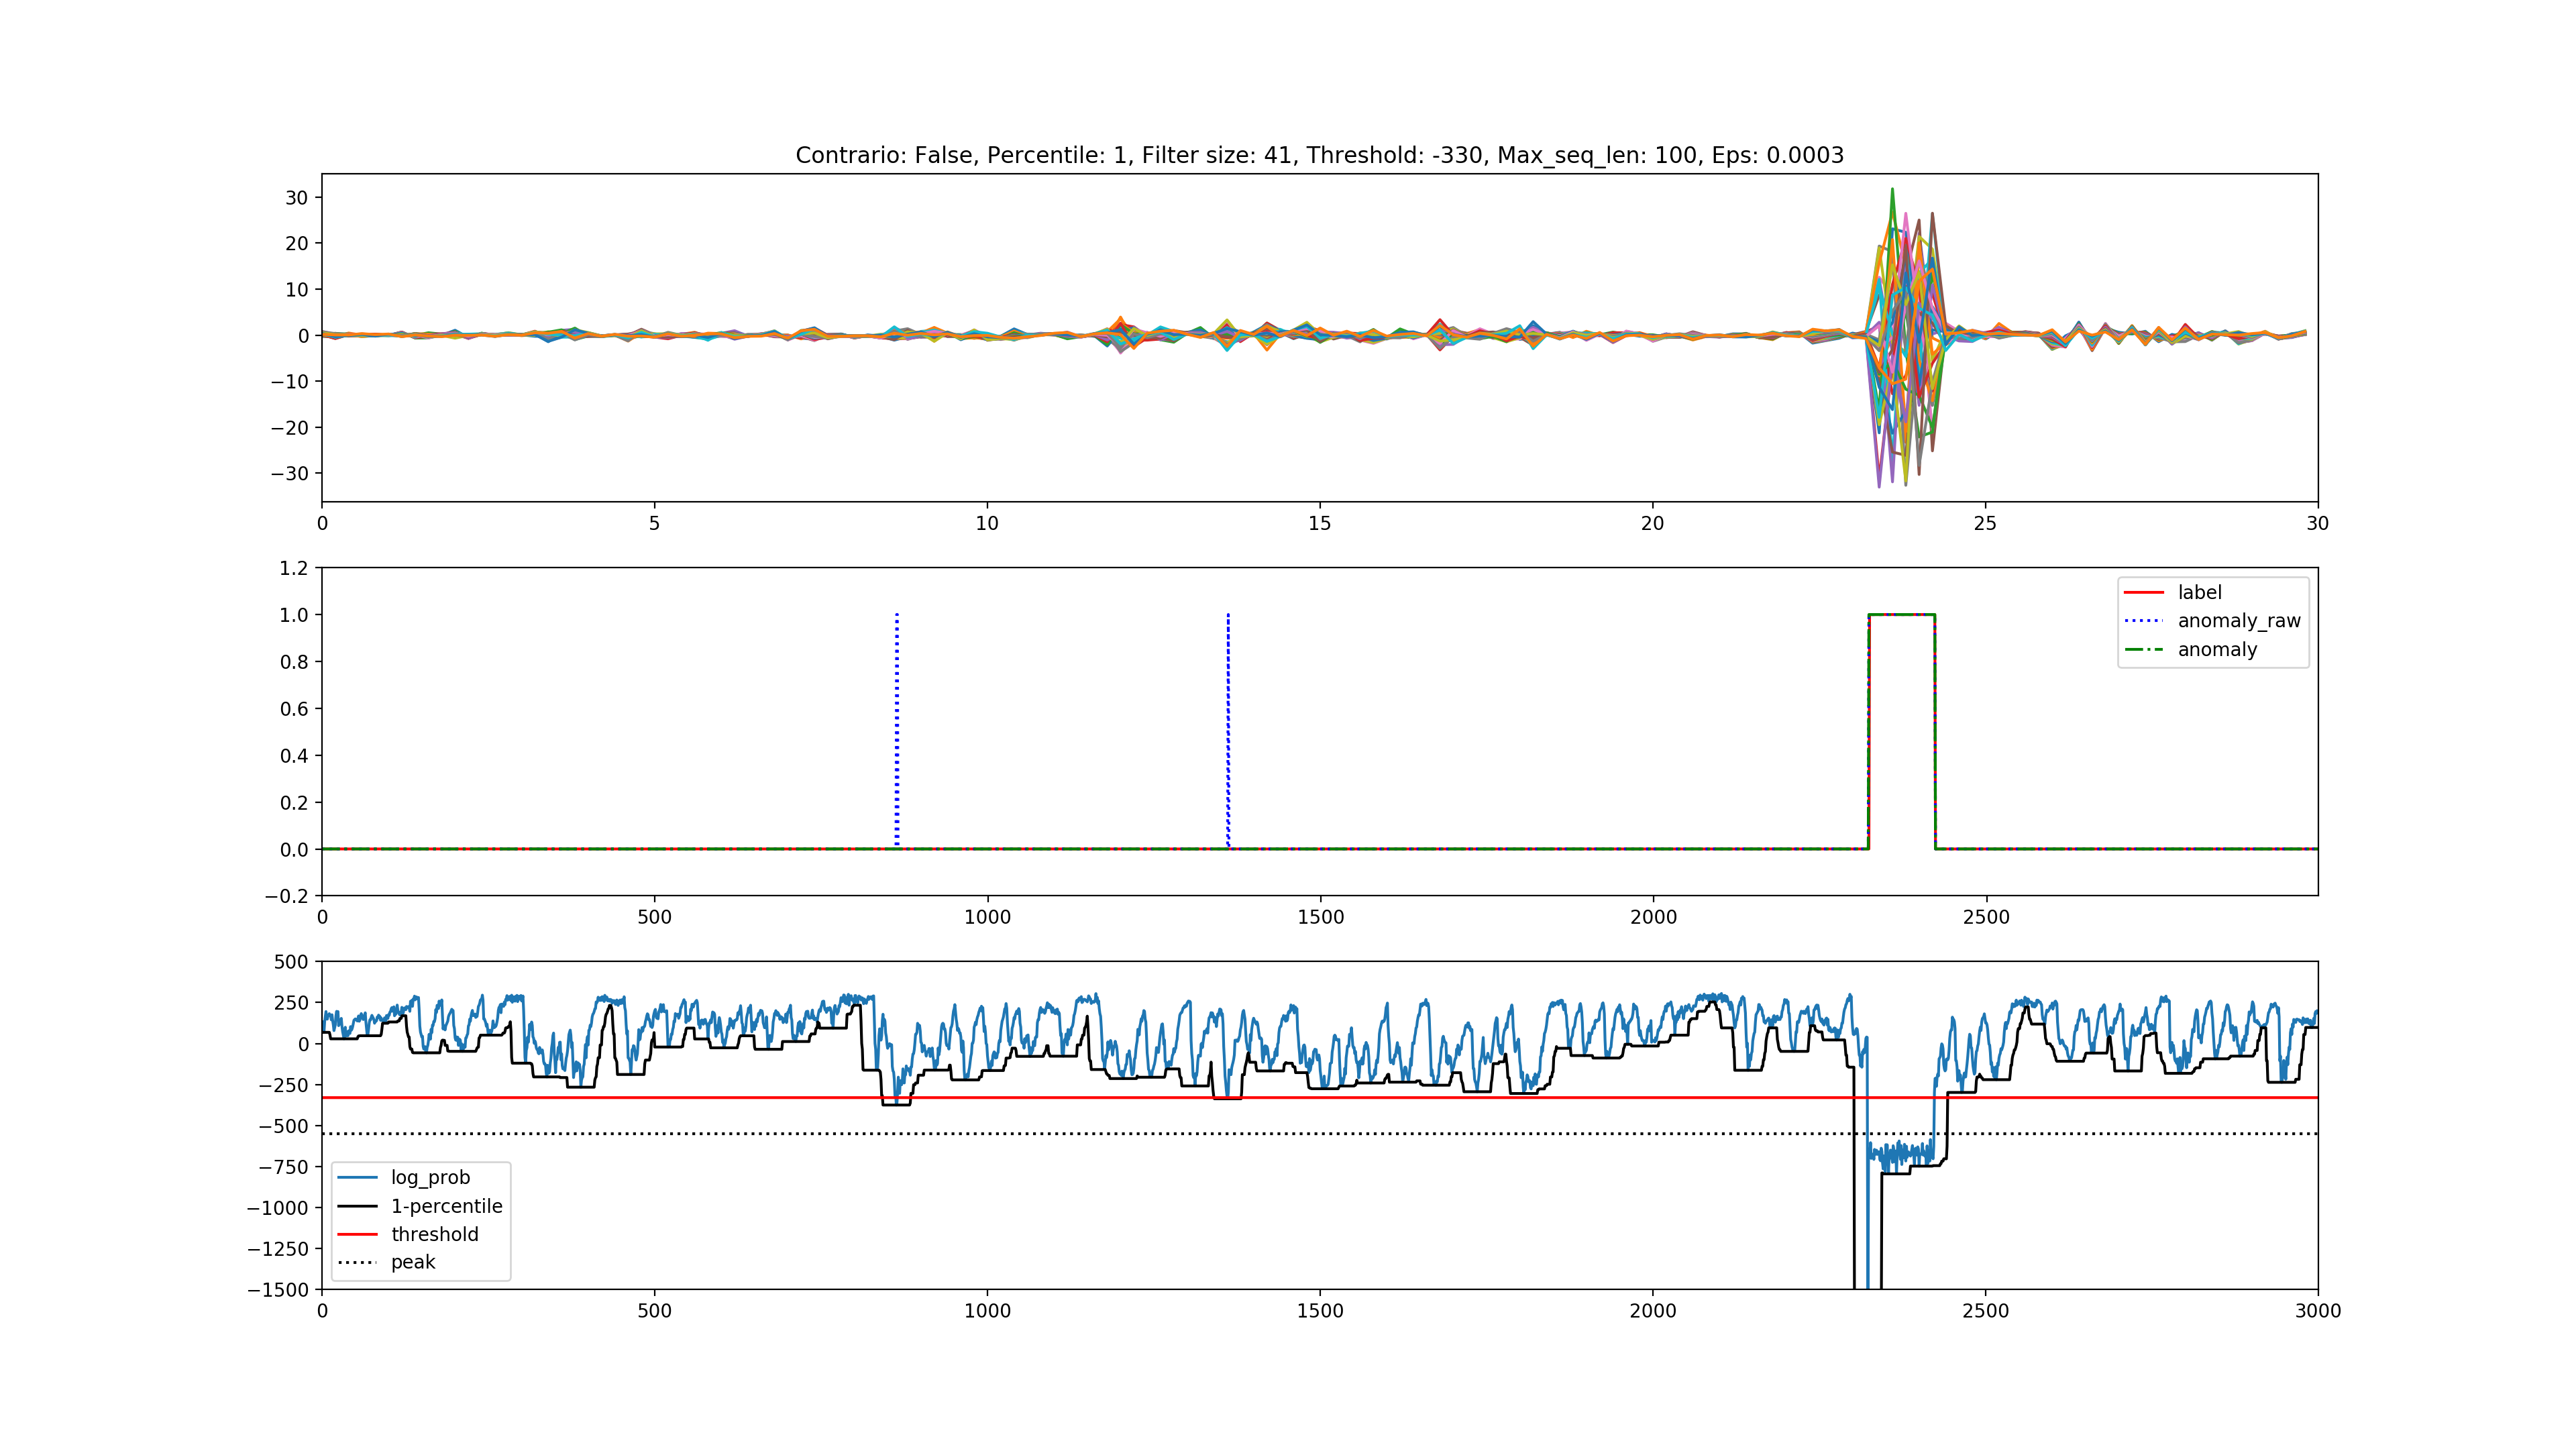 Contrario: False, Percentile: 1, Filter size: 41, Threshold: -330, Max_seq_len: 100, Eps: 0.0003
30
20
10
0
−10
−20
−30
0 5 10 15 20 25 30
1.2
1.0
0.8
0.6
0.4
0.2
0.0
−0.2
label
anomaly_raw
anomaly
0 500 1000 1500 2000 2500
500
250
0
−250
−500
−750
−1000
−1250
−1500
log_prob
1-percentile
threshold
peak
0 500 1000 1500 2000 2500 3000